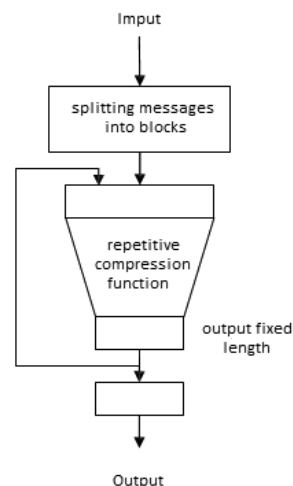 Imput
splitting messages
into blocks
repetitive
compression
function
output fixed
length
Output